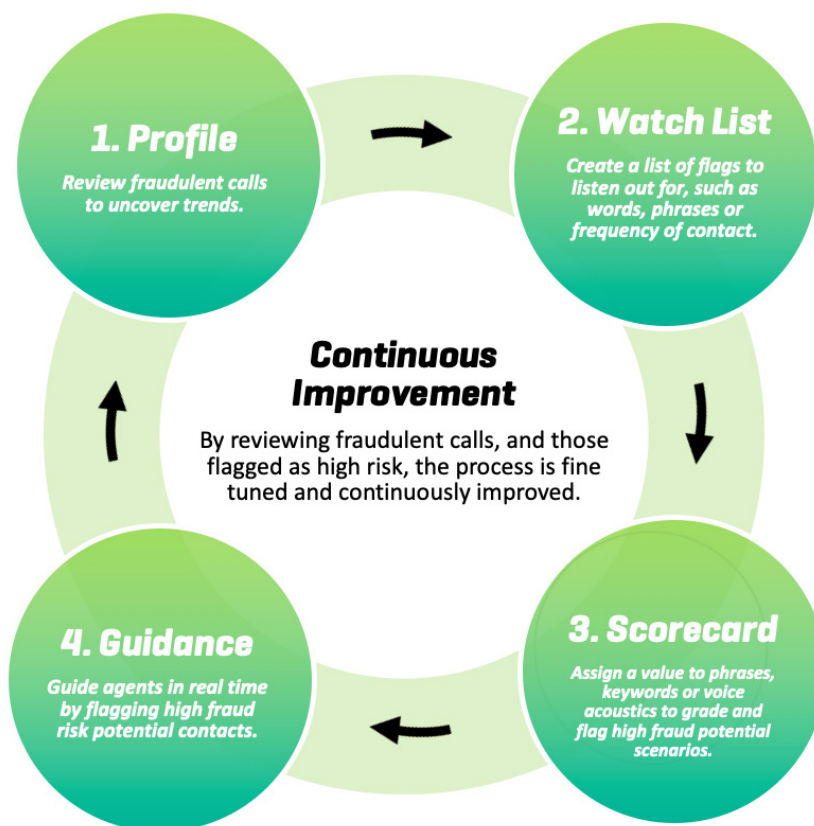 1. Profile
Review fraudulent calls
to uncover trends.
2. Watch List
Create a list of flags to
listen out for, such as
words, phrases or
frequency of contact.
Continuous
Improvement
By reviewing fraudulent calls, and those
flagged as high risk, the process is fine
tuned and continuously improved.
3. Scorecard
Assign a value to phrases,
keywords or voice
acoustics to grade and
flag high fraud potential
scenarios.
4. Guidance
Guide agents in real time
by flagging high fraud
risk potential contacts.